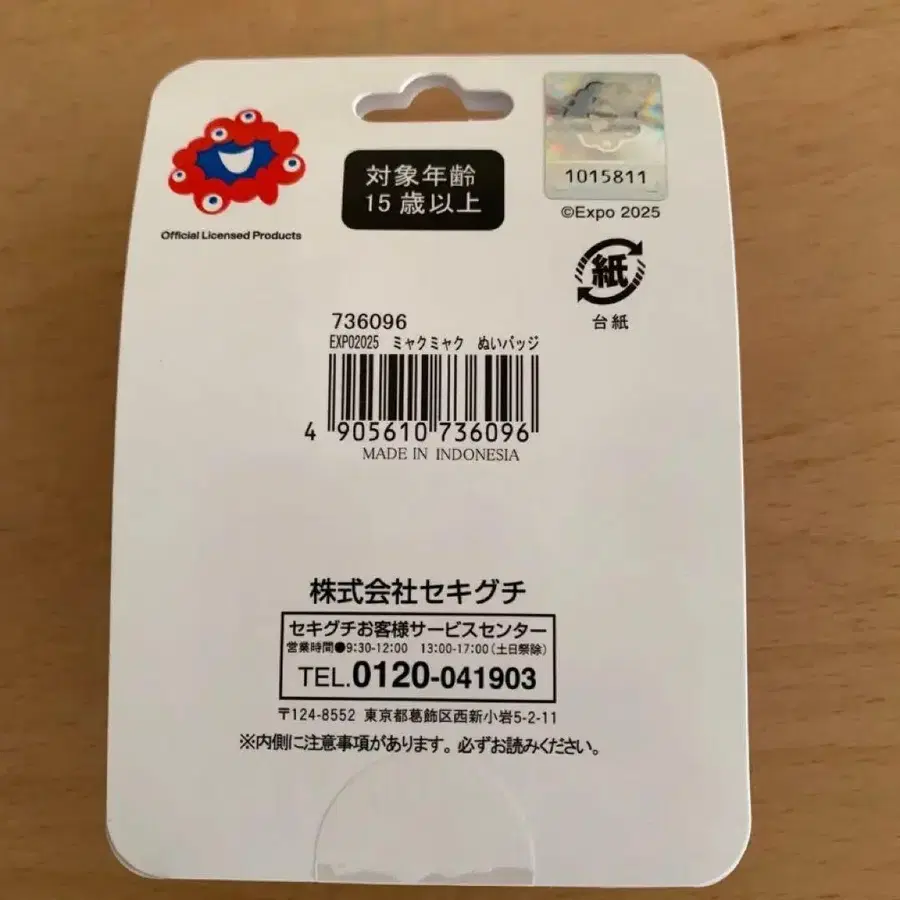 Official Licensed Products
対象年齢
15歳以上
1015811
©Expo 2025
紙
台紙
736096
EXPO2025 ミャクミャク ぬいバッジ
4 905610 736096
MADE IN INDONESIA
株式会社セキグチ
セキグチお客様サービスセンター
営業時間●9:30-12:00 13:00-17:00(土日祭除)
TEL.0120-041903
〒124-8552 東京都葛飾区西新小岩5-2-11
※内側に注意事項があります。必ずお読みください。